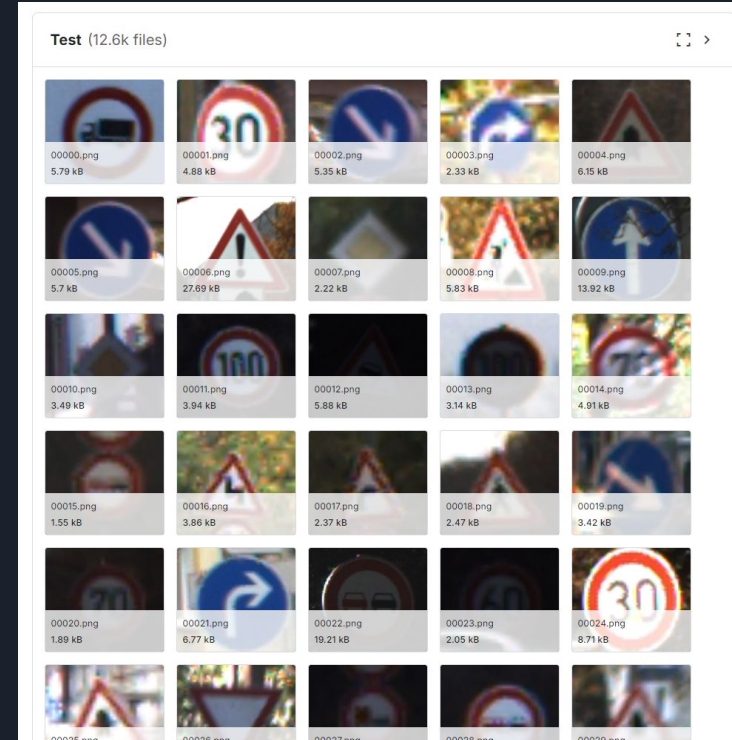 Test (12.6k files)
30
00000.png
00001.png
00002.png
00003.png
00004.png
5.79 kB
4.88 kB
5.35 kB
2.33 kB
6.15 kB
00005.png
00006.png
00007.png
00008.png
00009.png
5.7 kB
27.69 kB
2.22 kB
5.83 kB
13.92 kB
100
100
70
00010.png
00011.png
00012.png
00013.png
00014.png
3.49 kB
3.94 kB
5.88 kB
3.14 kB
4.91 kB
00015.png
00016.png
00017.png
00018.png
00019.png
1.55 kB
3.86 kB
2.37 kB
2.47 kB
3.42 kB
70
60
30
00020.png
00021.png
00022.png
00023.png
00024.png
1.89 kB
6.77 kB
19.21 kB
2.05 kB
8.71 kB